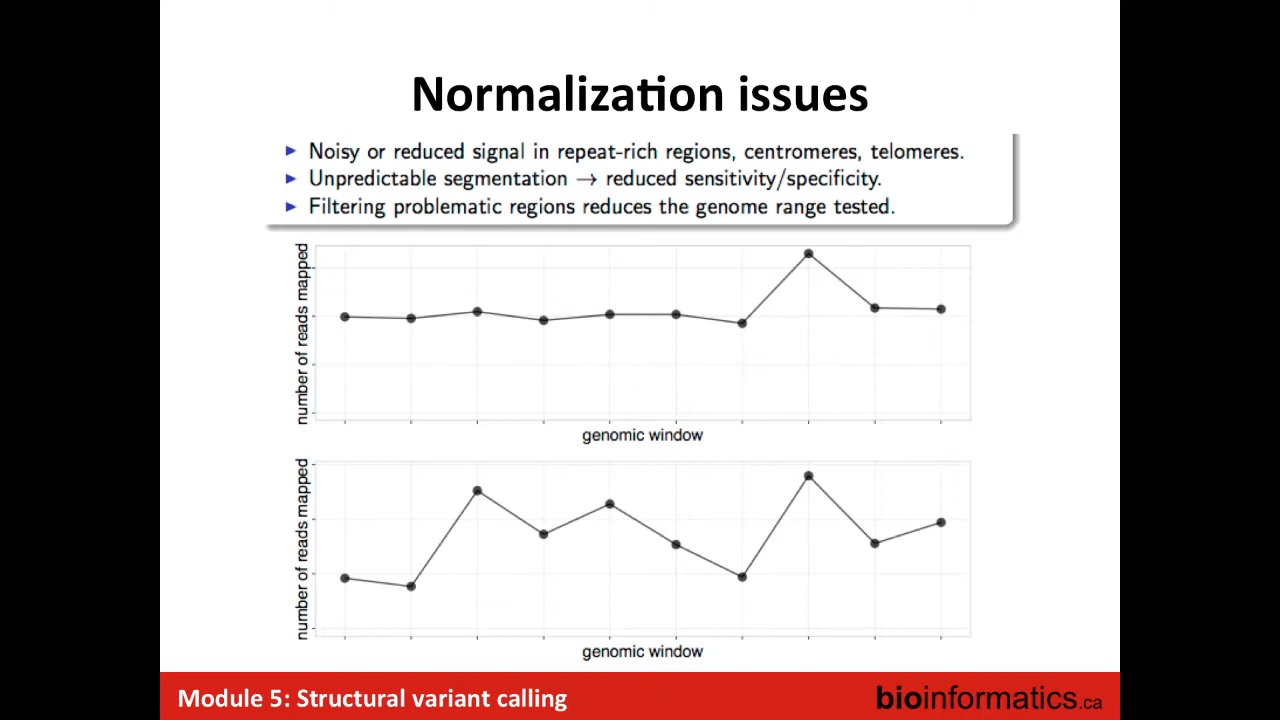 Normalization issues
► Noisy or reduced signal in repeat-rich regions, centromeres, telomeres.
► Unpredictable segmentation → reduced sensitivity/specificity.
► Filtering problematic regions reduces the genome range tested.
number of reads mapped
genomic window
number of reads mapped
genomic window
Module 5: Structural variant calling
bioinformatics.ca